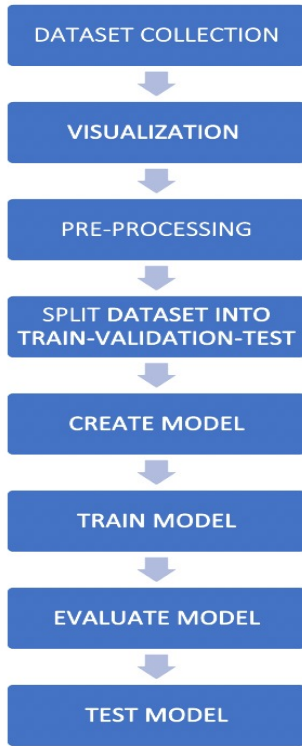 DATASET COLLECTION
VISUALIZATION
PRE-PROCESSING
SPLIT DATASET INTO
TRAIN-VALIDATION-TEST
CREATE MODEL
TRAIN MODEL
EVALUATE MODEL
TEST MODEL